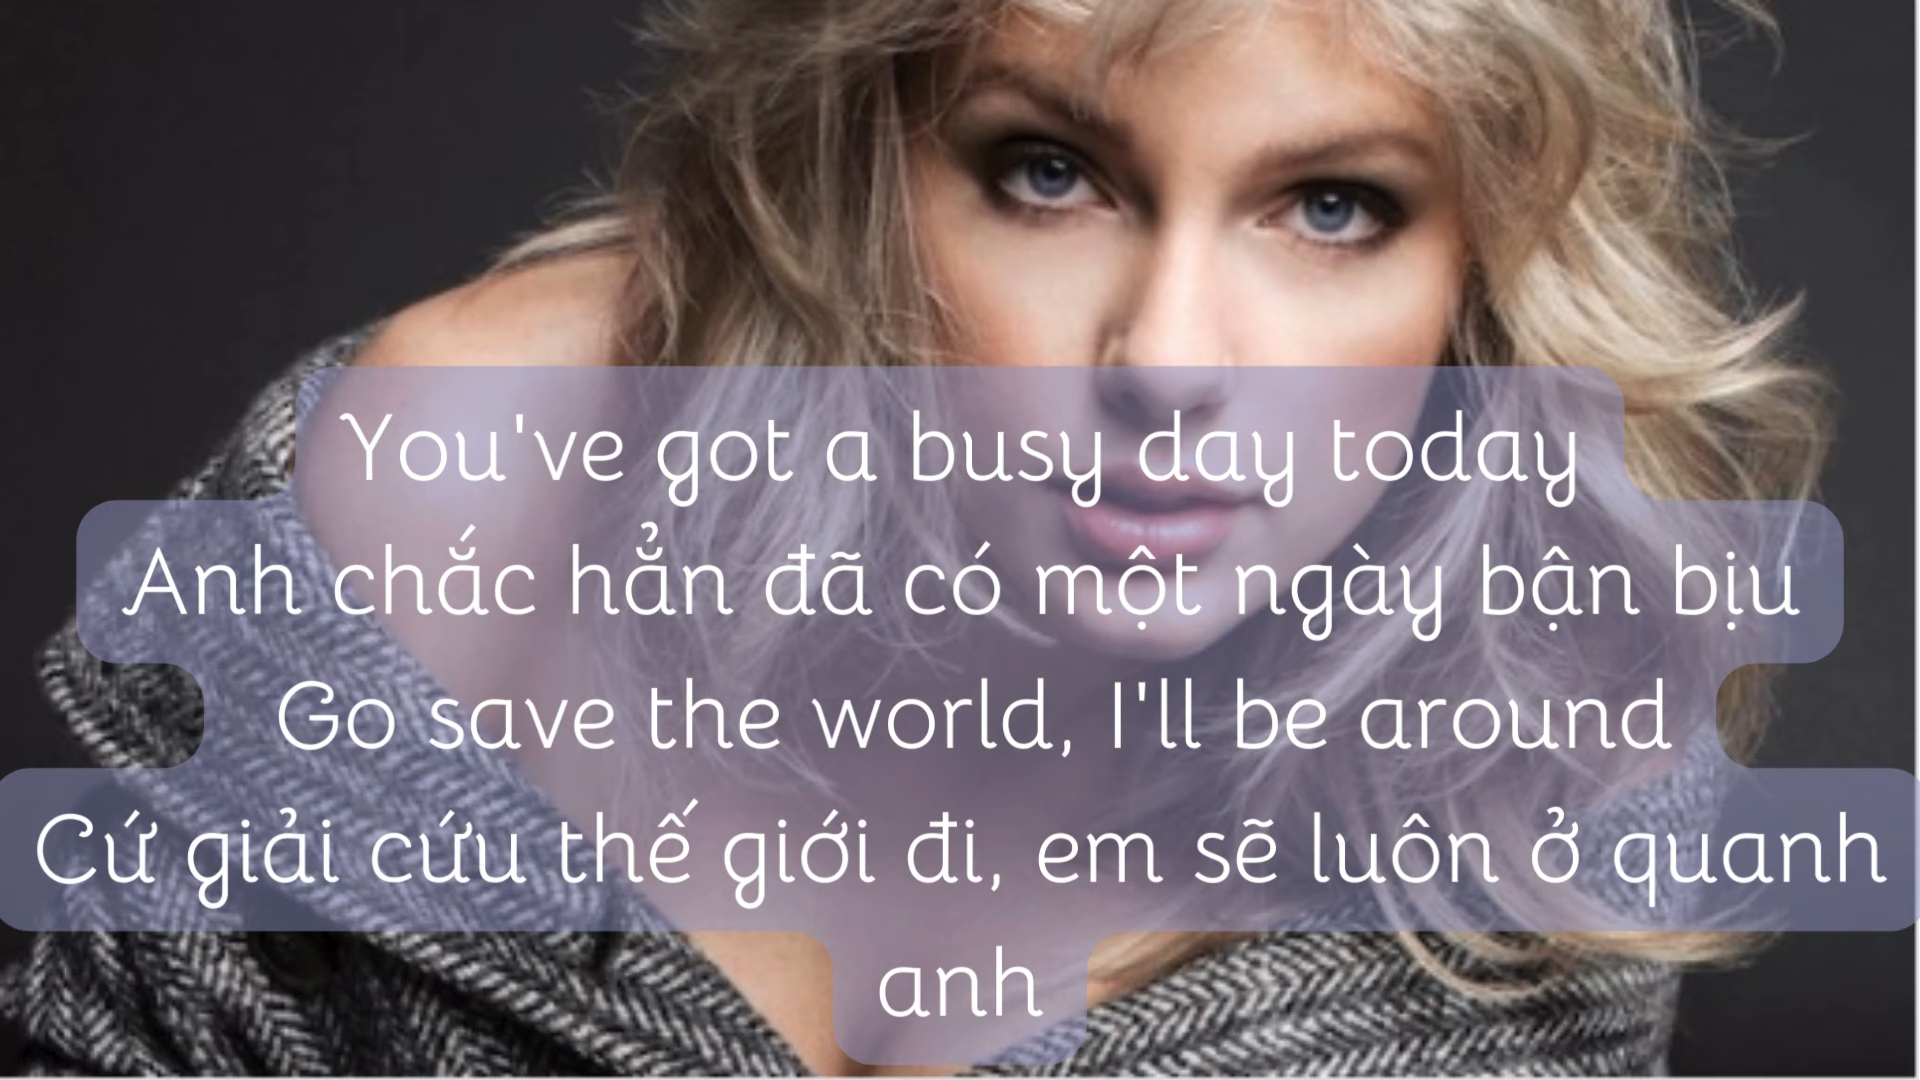 You've got a busy day today
Anh chắc hẳn đã có một ngày bận bịu
Go save the world, I'll be around
Cứ giải cứu thế giới đi, em sẽ luôn ở quanh
anh